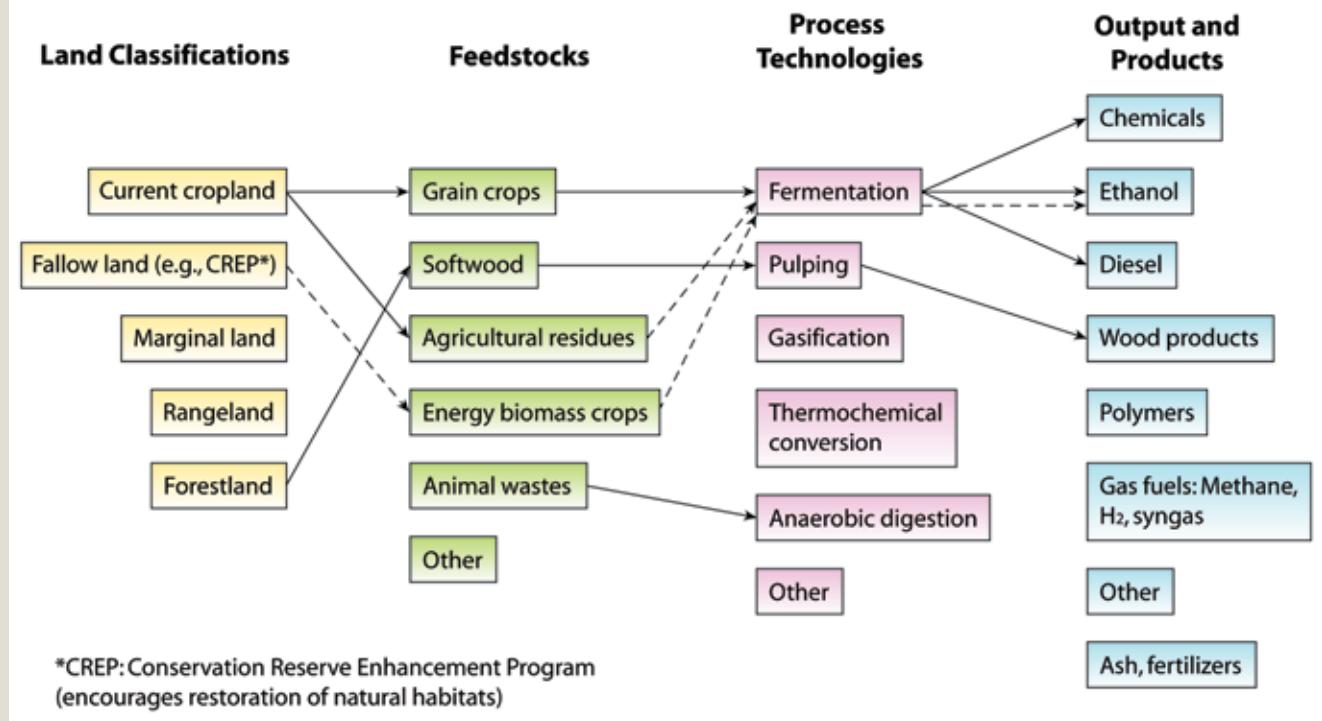 Land Classifications
Feedstocks
Process
Technologies
Output and
Products
Current cropland
Fallow land (e.g., CREP*)
Marginal land
Rangeland
Forestland
Grain crops
Softwood
Agricultural residues
Energy biomass crops
Animal wastes
Other
Fermentation
Pulping
Gasification
Thermochemical
conversion
Anaerobic digestion
Other
Chemicals
Ethanol
Diesel
Wood products
Polymers
Gas fuels: Methane,
H₂, syngas
Other
Ash, fertilizers
*CREP: Conservation Reserve Enhancement Program
(encourages restoration of natural habitats)